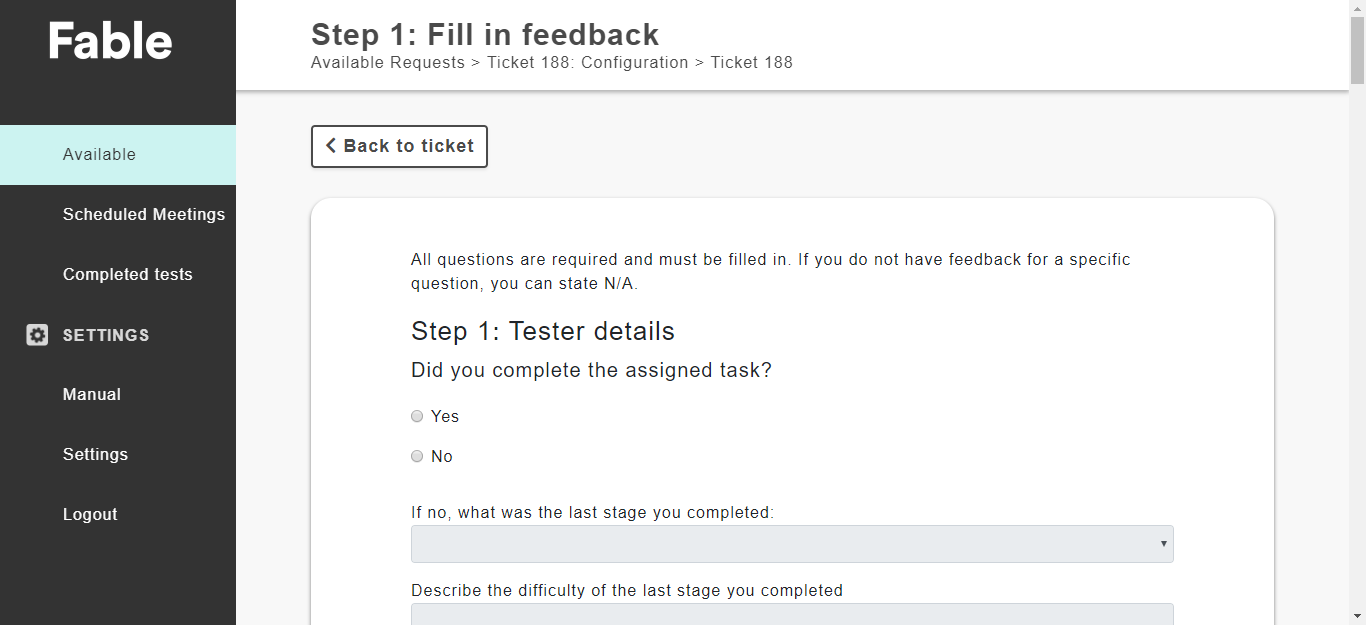 Fable
Available
Scheduled Meetings
Completed tests
SETTINGS
Manual
Settings
Logout
Step 1: Fill in feedback
Available Requests > Ticket 188: Configuration > Ticket 188
Back to ticket
All questions are required and must be filled in. If you do not have feedback for a specific
question, you can state N/A.
Step 1: Tester details
Did you complete the assigned task?
Yes
No
If no, what was the last stage you completed:
Describe the difficulty of the last stage you completed